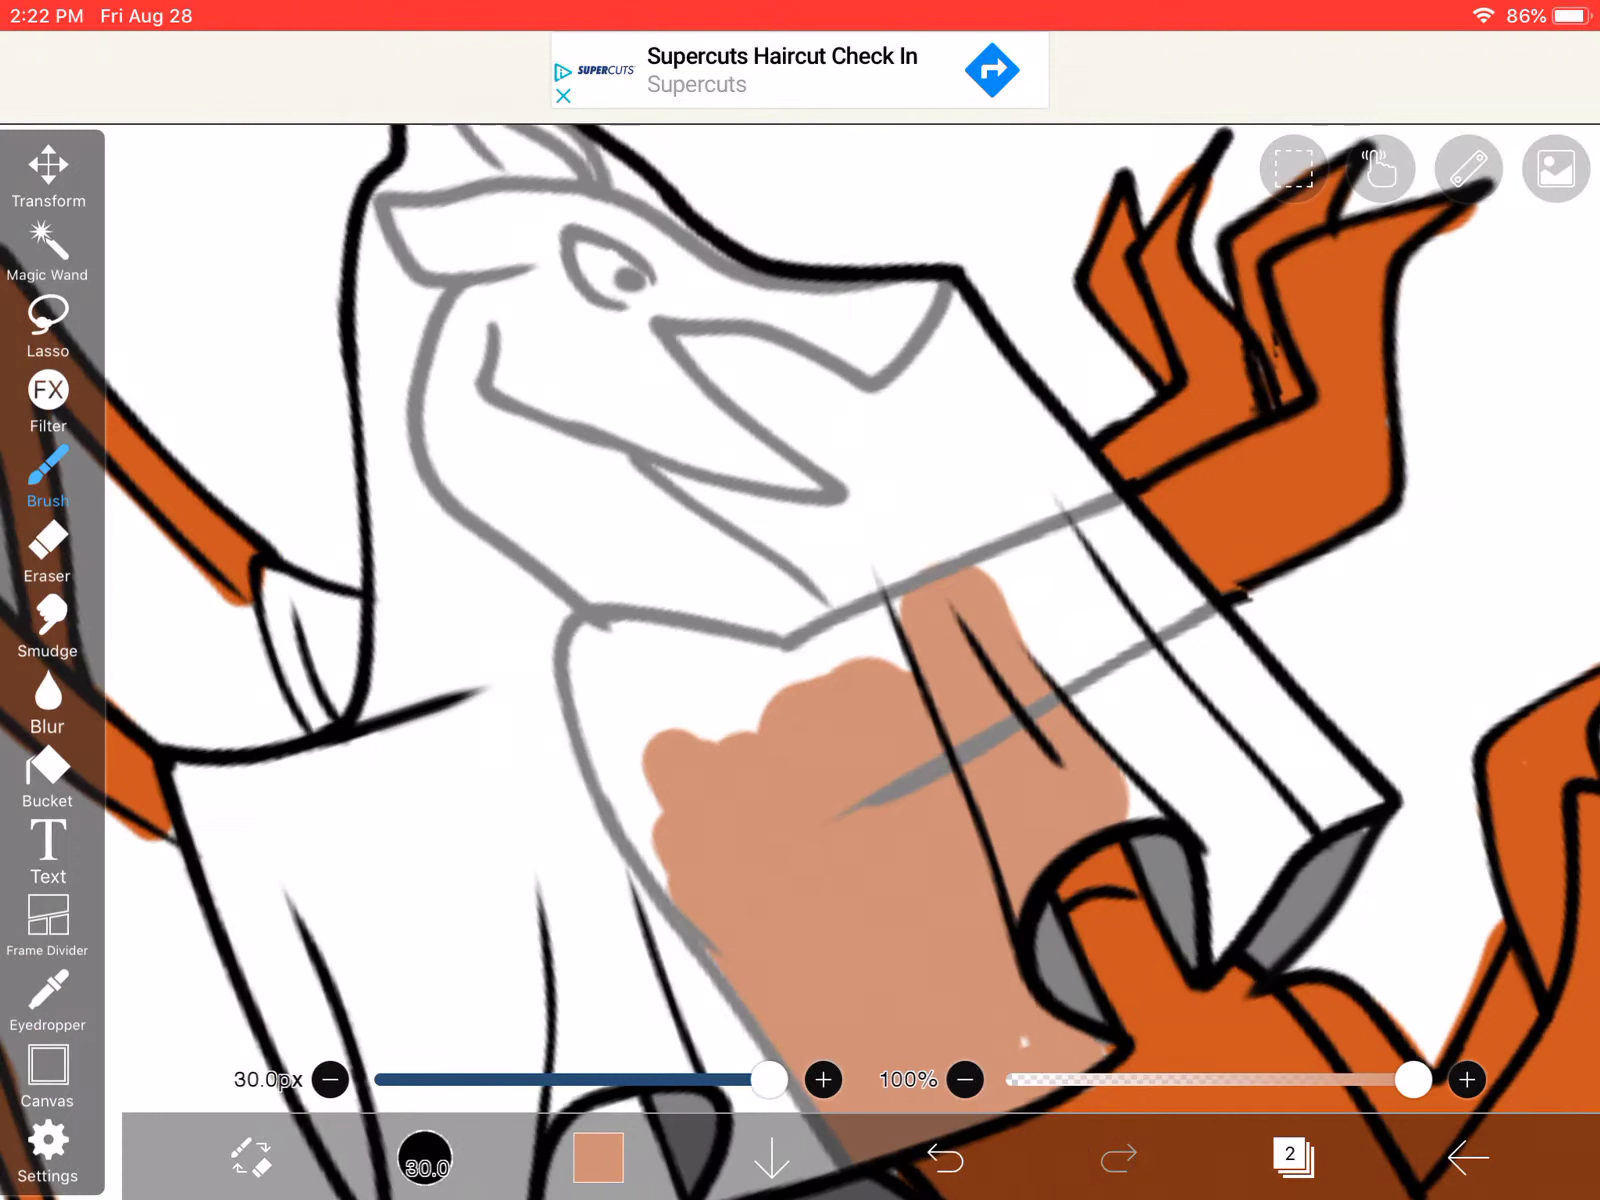 2:22 PM Fri Aug 28
86%
SUPERCUTS
Supercuts Haircut Check In
Supercuts
Transform
Magic Wand
Lasso
FX
Filter
Brush
Eraser
Smudge
Blur
Bucket
T
Text
Frame Divider
Eyedropper
Canvas
Settings
30.0px
100%
30.0
2